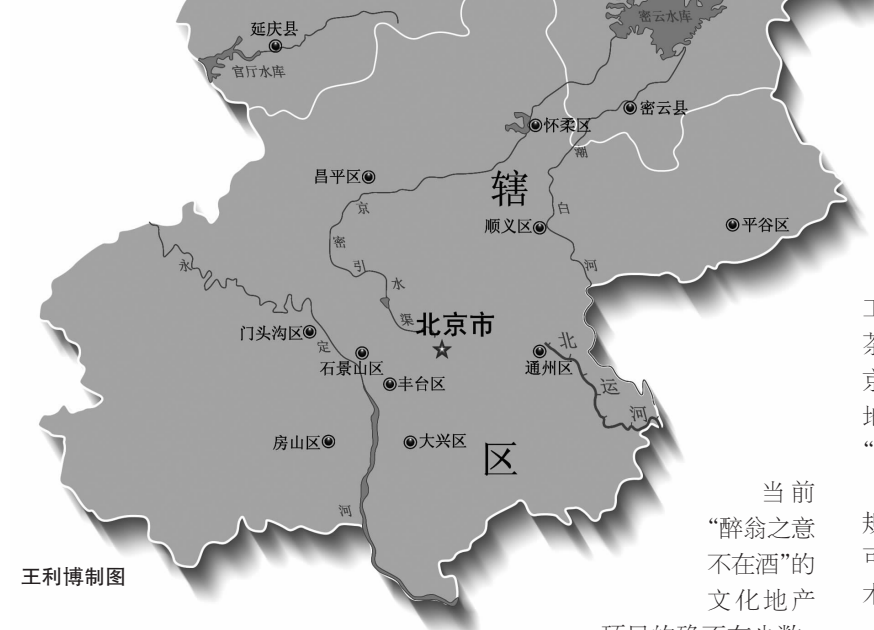 密云水库
延庆县
官厅水库
密云县
怀柔区
潮
昌平区
辖
京
白
顺义区
平谷区
密
永
引
河
水
渠
北京市
门头沟区
定
北
石景山区
通州区
丰台区
运
河
房山区
大兴区
区
河
王利博制图
当前
“醉翁之意
不在酒”的
文化地产